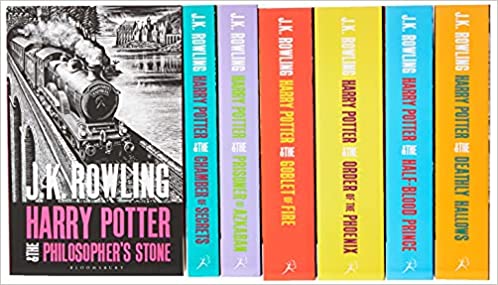 J.K. ROWLING
HARRY POTTER
&THE PHILOSOPHER'S STONE
BLOOMSBURY
J.K. ROWLING HARRY POTTER &THE CHAMBER OF SECRETS
J.K. ROWLING HARRY POTTER &THE PRISONER OF AZKABAN
J.K. ROWLING HARRY POTTER &THE GOBLET OF FIRE
J.K. ROWLING HARRY POTTER &THE ORDER OF THE PHOENIX
J.K. ROWLING HARRY POTTER &THE HALF-BLOOD PRINCE
J.K. ROWLING HARRY POTTER &THE DEATHLY HALLOWS